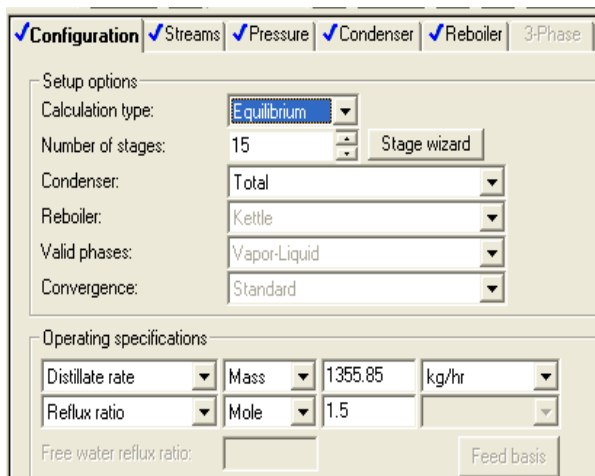 Configuration Streams Pressure Condenser Reboiler 3-Phase
Setup options
Calculation type: Equilibrium
Number of stages: 15 Stage wizard
Condenser: Total
Reboiler: Kettle
Valid phases: Vapor-Liquid
Convergence: Standard
Operating specifications
Distillate rate Mass 1355.85 kg/hr
Reflux ratio Mole 1.5
Free water reflux ratio: Feed basis